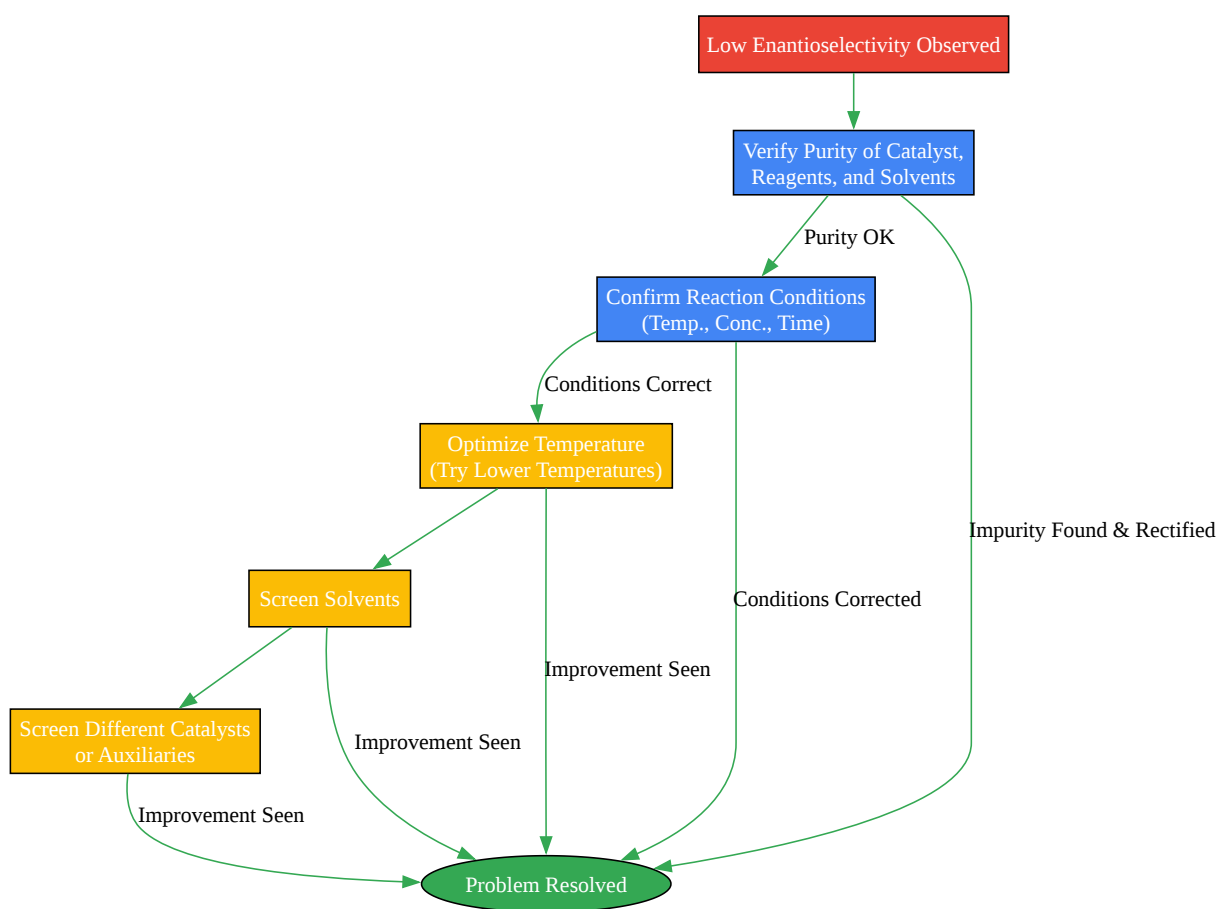 Low Enantioselectivity Observed
Verify Purity of Catalyst,
Reagents, and Solvents
Purity OK
Confirm Reaction Conditions
(Temp., Conc., Time)
Conditions Correct
Optimize Temperature
(Try Lower Temperatures)
Impurity Found & Rectified
Screen Solvents
Conditions Corrected
Improvement Seen
Screen Different Catalysts
or Auxiliaries
Improvement Seen
Improvement Seen
Problem Resolved